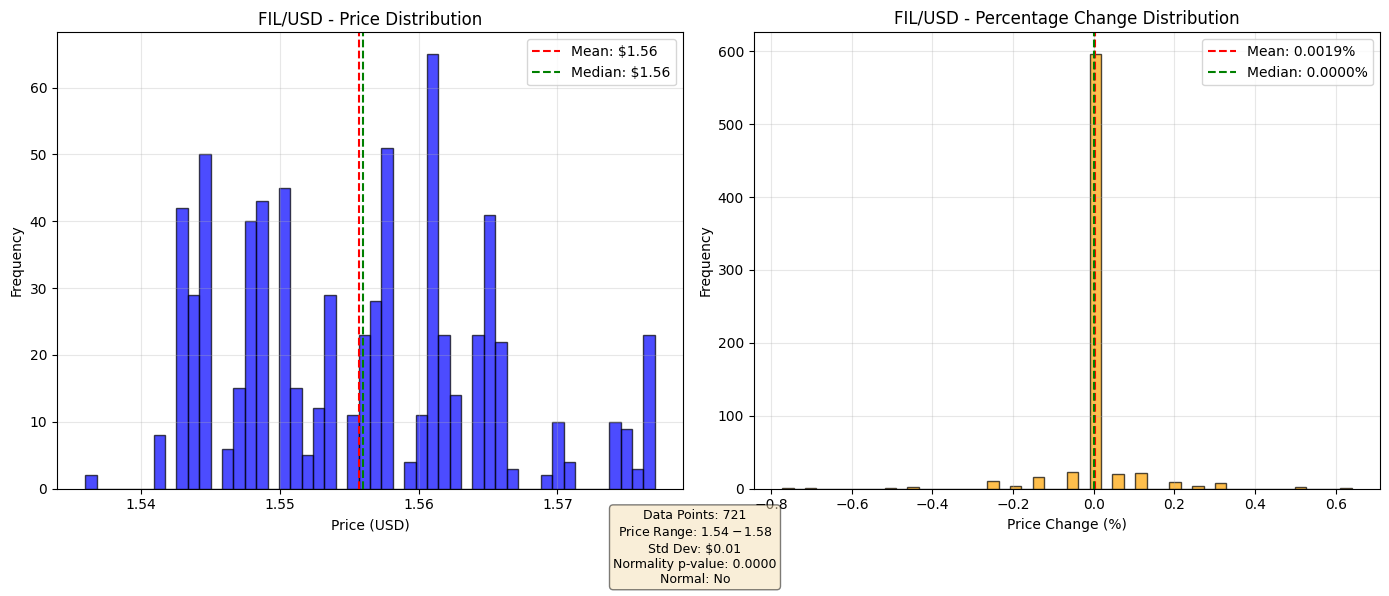 FIL/USD - Price Distribution
Mean: $1.56
Median: $1.56
Frequency
60
50
40
30
20
10
0
1.54
1.55
1.56
1.57
Price (USD)
FIL/USD - Percentage Change Distribution
Mean: 0.0019%
Median: 0.0000%
Frequency
600
500
400
300
200
100
0
−0.8
−0.6
−0.4
−0.2
0.0
0.2
0.4
0.6
Price Change (%)
Data Points: 721
Price Range: 1.54 − 1.58
Std Dev: $0.01
Normality p-value: 0.0000
Normal: No